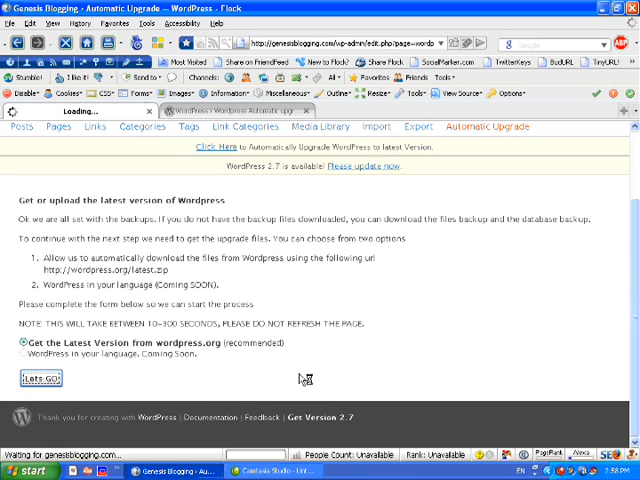 Genesis Blogging › Automatic Upgrade — WordPress - Flock
File Edit View History Favorites Tools Accessibility Help
http://genesisblogging.com/wp-admin/edit.php?page=wordp
google
Most Visited Share on FriendFeed New to Flock? Share Flock SocialMarker.com TwitterKeys BudURL TinyURL!
Stumble! I like it! Send to Channels: All Favorites Friends Tools
Disable Cookies CSS Forms Images Information Miscellaneous Outline Resize Tools View Source Options
Loading... WordPress › Wordpress Automatic upgr...
Posts Pages Links Categories Tags Link Categories Media Library Import Export Automatic Upgrade
Click Here to Automatically Upgrade WordPress to latest Version.
WordPress 2.7 is available! Please update now.
Get or upload the latest version of Wordpress
Ok we are all set with the backups. If you do not have the backup files downloaded, you can download the files backup and the database backup.
To continue with the next step we need to get the upgrade files. You can choose from two options
1. Allow us to automatically download the files from Wordpress using the following url
http://wordpress.org/latest.zip
2. WordPress in your language (Coming SOON).
Please complete the form below so we can start the process
NOTE: THIS WILL TAKE BETWEEN 10-300 SECONDS, PLEASE DO NOT REFRESH THE PAGE.
Get the Latest Version from wordpress.org (recommended)
WordPress in your language. Coming Soon.
Lets GO
Thank you for creating with WordPress | Documentation | Feedback | Get Version 2.7
Waiting for genesisblogging.com... People Count: Unavailable Rank: Unavailable PageRank Alexa SEO
start Genesis Blogging › Au... Camtasia Studio - Unt... EN 2:58 PM